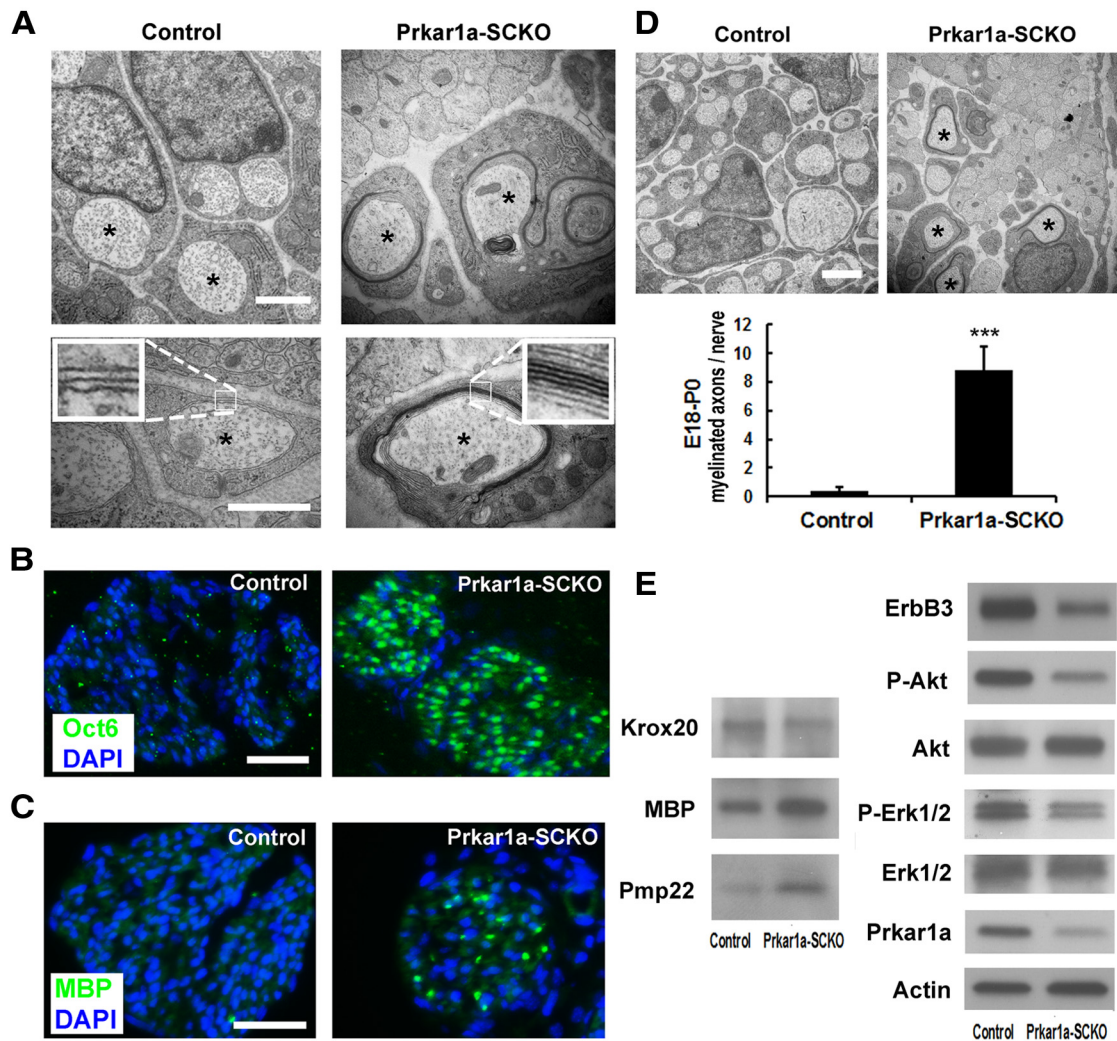 A
Control
Prkar1a-SCKO
*
*
*
*
*
*
B
Control
Prkar1a-SCKO
Oct6
DAPI
C
Control
Prkar1a-SCKO
MBP
DAPI
D
Control
Prkar1a-SCKO
*
*
*
*
E18-P0
myelinated axons / nerve
12
10
8
6
4
2
0
***
Control
Prkar1a-SCKO
E
Krox20
MBP
Pmp22
Control Prkar1a-SCKO
ErbB3
P-Akt
Akt
P-Erk1/2
Erk1/2
Prkar1a
Actin
Control Prkar1a-SCKO